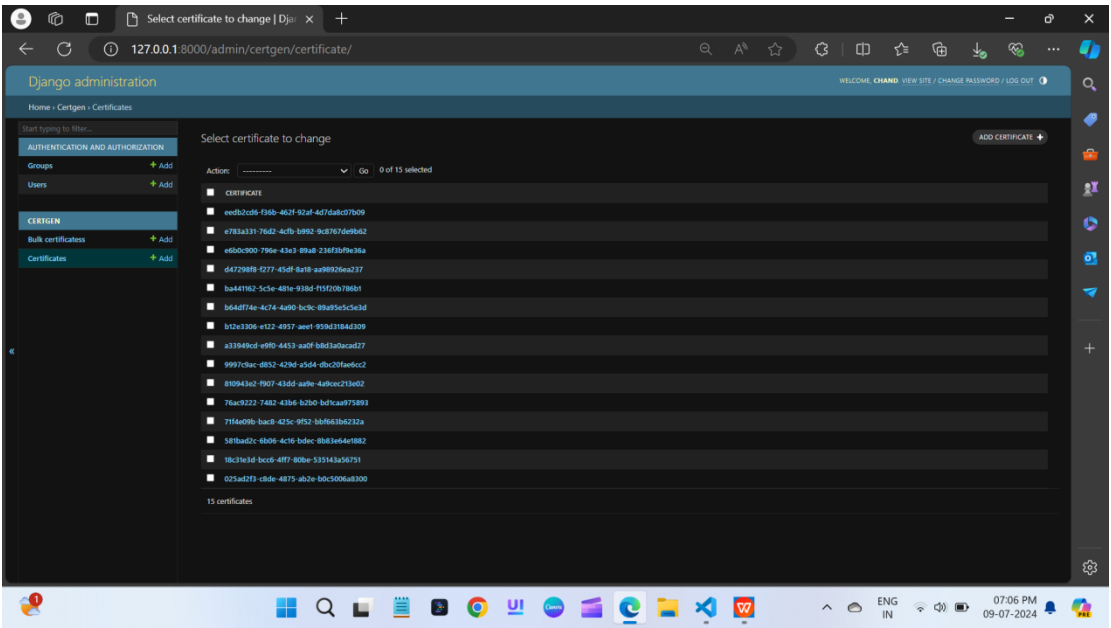 Select certificate to change | Djan
127.0.0.1:8000/admin/certgen/certificate/
Django administration
WELCOME, CHAND. VIEW SITE / CHANGE PASSWORD / LOG OUT
Home › Certgen › Certificates
Start typing to filter...
AUTHENTICATION AND AUTHORIZATION
Groups + Add
Users + Add
CERTGEN
Bulk certificatess + Add
Certificates + Add
«
Select certificate to change
ADD CERTIFICATE +
Action: --------- Go 0 of 15 selected
CERTIFICATE
eedb2cd6-f36b-462f-92af-4d7da8c07b09
e783a331-76d2-4cfb-b992-9c8767de9b62
e6b0c900-796e-43e3-89a8-236f3bf9e36a
d47298f8-f277-45df-8a18-aa98926ea237
ba441162-5c5e-481e-938d-f15f20b786b1
b64df74e-4c74-4a90-bc9c-89a95e5c5e3d
b12e3306-e122-4957-aee1-959d3184d309
a33949cd-e9f0-4453-aa0f-b8d3a0acad27
9997c9ac-d852-429d-a5d4-dbc20fae6cc2
810943e2-f907-43dd-aa9e-4a9cec213e02
76ac9222-7482-43b6-b2b0-bd1caa975893
71f4e09b-bac8-425c-9f52-bbf663b6232a
581bad2c-6b06-4c16-bdec-8b83e64e1882
18c31e3d-bcc6-4ff7-80be-535143a56751
025ad2f3-c8de-4875-ab2e-b0c5006a8300
15 certificates
1
UI
Canva
ENG
IN
07:06 PM
09-07-2024
PRE